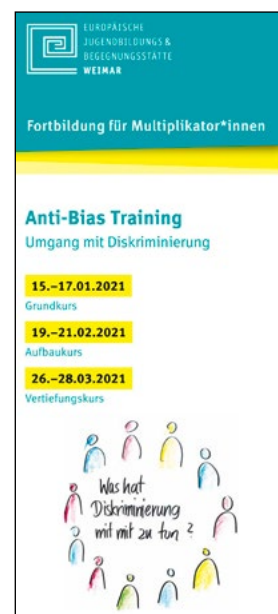 EUROPÄISCHE
JUGENDBILDUNGS &
BEGEGNUNGSSTÄTTE
WEIMAR
Fortbildung für Multiplikator*innen
Anti-Bias Training
Umgang mit Diskriminierung
15.–17.01.2021
Grundkurs
19.–21.02.2021
Aufbaukurs
26.–28.03.2021
Vertiefungskurs
Was hat
Diskriminierung
mit mit zu tun ?